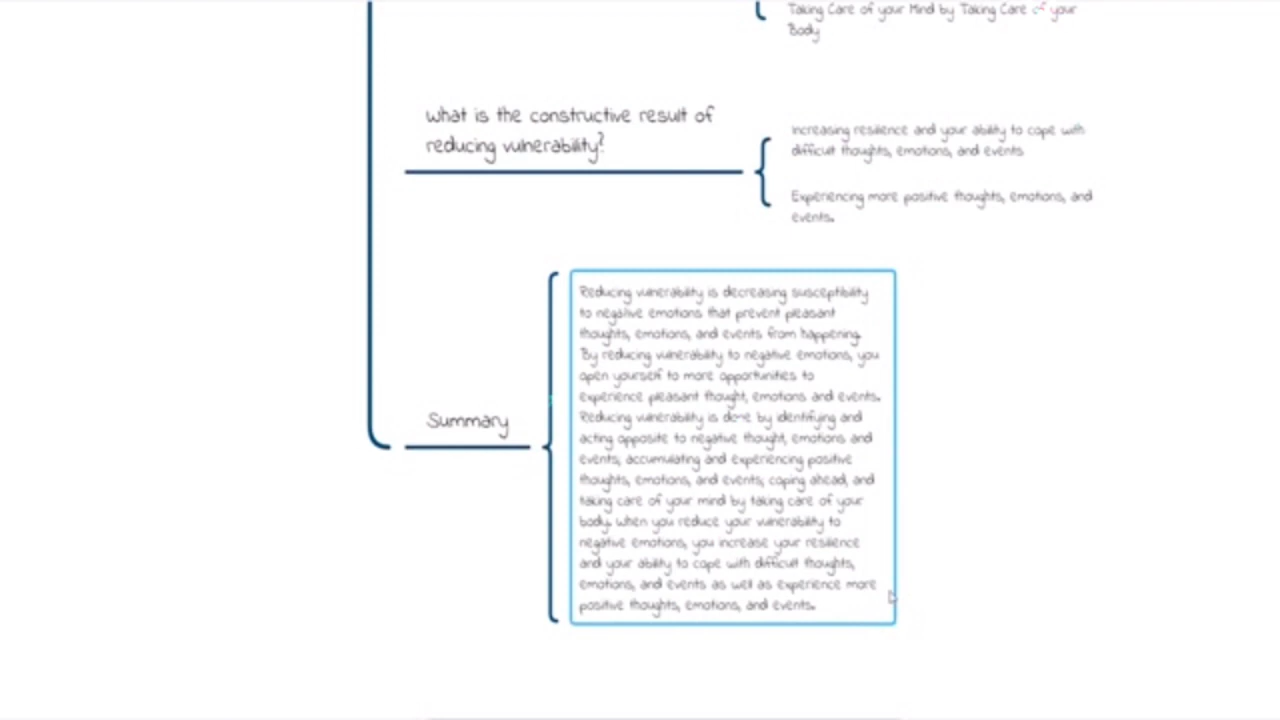 Taking Care of your Mind by Taking Care of your
Body
What is the constructive result of
reducing vulnerability?
Increasing resilience and your ability to cope with
difficult thoughts, emotions, and events
Experiencing more positive thoughts, emotions, and
events.
Summary
Reducing vulnerability is decreasing susceptibility
to negative emotions that prevent pleasant
thoughts, emotions, and events from happening.
By reducing vulnerability to negative emotions, you
open yourself to more opportunities to
experience pleasant thought, emotions and events.
Reducing vulnerability is done by identifying and
acting opposite to negative thought, emotions and
events; accumulating and experiencing positive
thoughts, emotions, and events; coping ahead; and
taking care of your mind by taking care of your
body. When you reduce your vulnerability to
negative emotions, you increase your resilience
and your ability to cope with difficult thoughts,
emotions, and events as well as experience more
positive thoughts, emotions, and events.